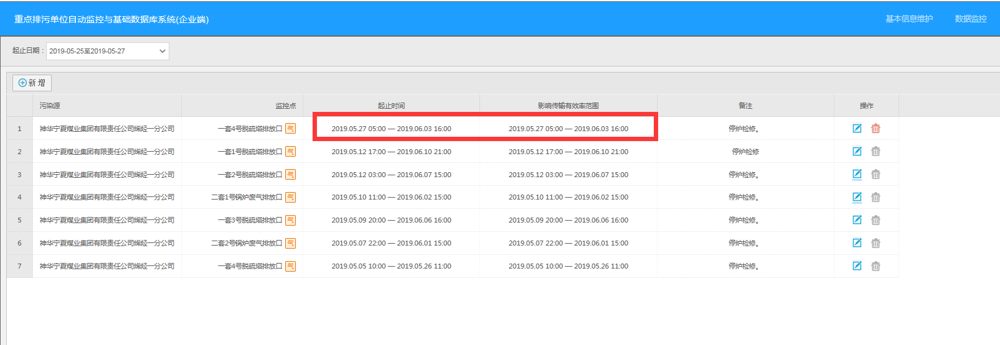 重点排污单位自动监控与基础数据库系统(企业端) 基本信息维护 数据监控
起止日期： 2019-05-25至2019-05-27
新 增
污染源 监控点 起止时间 影响传输有效率范围 备注 操作
1 神华宁夏煤业集团有限责任公司烯烃一分公司 一套4号脱硫塔排放口 气 2019.05.27 05:00 — 2019.06.03 16:00 2019.05.27 05:00 — 2019.06.03 16:00 停炉检修。
2 神华宁夏煤业集团有限责任公司烯烃一分公司 一套1号脱硫塔排放口 气 2019.05.12 17:00 — 2019.06.10 21:00 2019.05.12 17:00 — 2019.06.10 21:00 停炉检修
3 神华宁夏煤业集团有限责任公司烯烃一分公司 一套2号脱硫塔排放口 气 2019.05.12 03:00 — 2019.06.07 15:00 2019.05.12 03:00 — 2019.06.07 15:00 停炉检修。
4 神华宁夏煤业集团有限责任公司烯烃一分公司 二套1号锅炉废气排放口 气 2019.05.10 11:00 — 2019.06.02 15:00 2019.05.10 11:00 — 2019.06.02 15:00 停炉检修。
5 神华宁夏煤业集团有限责任公司烯烃一分公司 一套3号脱硫塔排放口 气 2019.05.09 20:00 — 2019.06.06 16:00 2019.05.09 20:00 — 2019.06.06 16:00 停炉检修。
6 神华宁夏煤业集团有限责任公司烯烃一分公司 二套2号锅炉废气排放口 气 2019.05.07 22:00 — 2019.06.01 15:00 2019.05.07 22:00 — 2019.06.01 15:00 停炉检修。
7 神华宁夏煤业集团有限责任公司烯烃一分公司 一套4号脱硫塔排放口 气 2019.05.05 10:00 — 2019.05.26 11:00 2019.05.05 10:00 — 2019.05.26 11:00 停炉检修。